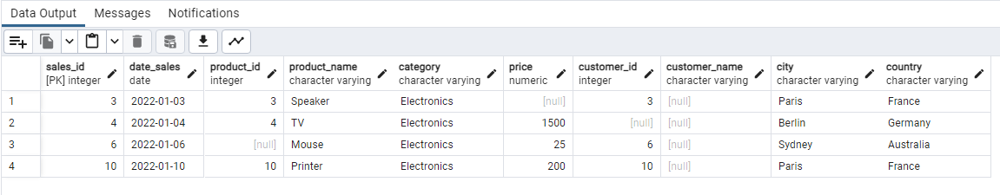 Data Output Messages Notifications
sales_id date_sales product_id product_name category price customer_id customer_name city country
[PK] integer date integer character varying character varying numeric integer character varying character varying character varying
1 3 2022-01-03 3 Speaker Electronics [null] 3 [null] Paris France
2 4 2022-01-04 4 TV Electronics 1500 [null] [null] Berlin Germany
3 6 2022-01-06 [null] Mouse Electronics 25 6 [null] Sydney Australia
4 10 2022-01-10 10 Printer Electronics 200 10 [null] Paris France